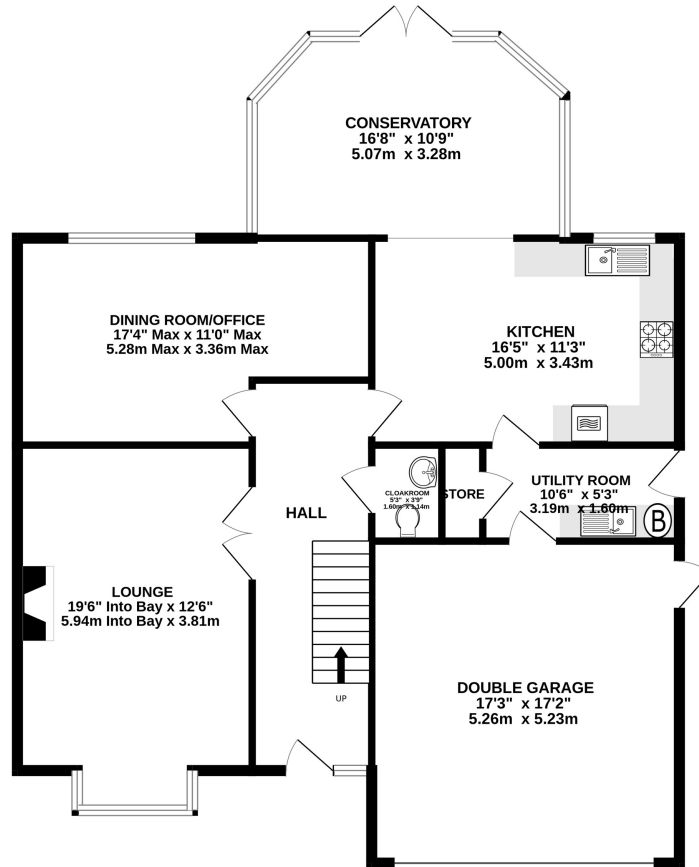 CONSERVATORY
16'8" x 10'9"
5.07m x 3.28m
DINING ROOM/OFFICE
17'4" Max x 11'0" Max
5.28m Max x 3.36m Max
KITCHEN
16'5" x 11'3"
5.00m x 3.43m
CLOAKROOM
5'3" x 3'9"
1.60m x 1.14m
STORE
UTILITY ROOM
10'6" x 5'3"
3.19m x 1.60m
B
HALL
LOUNGE
19'6" Into Bay x 12'6"
5.94m Into Bay x 3.81m
UP
DOUBLE GARAGE
17'3" x 17'2"
5.26m x 5.23m